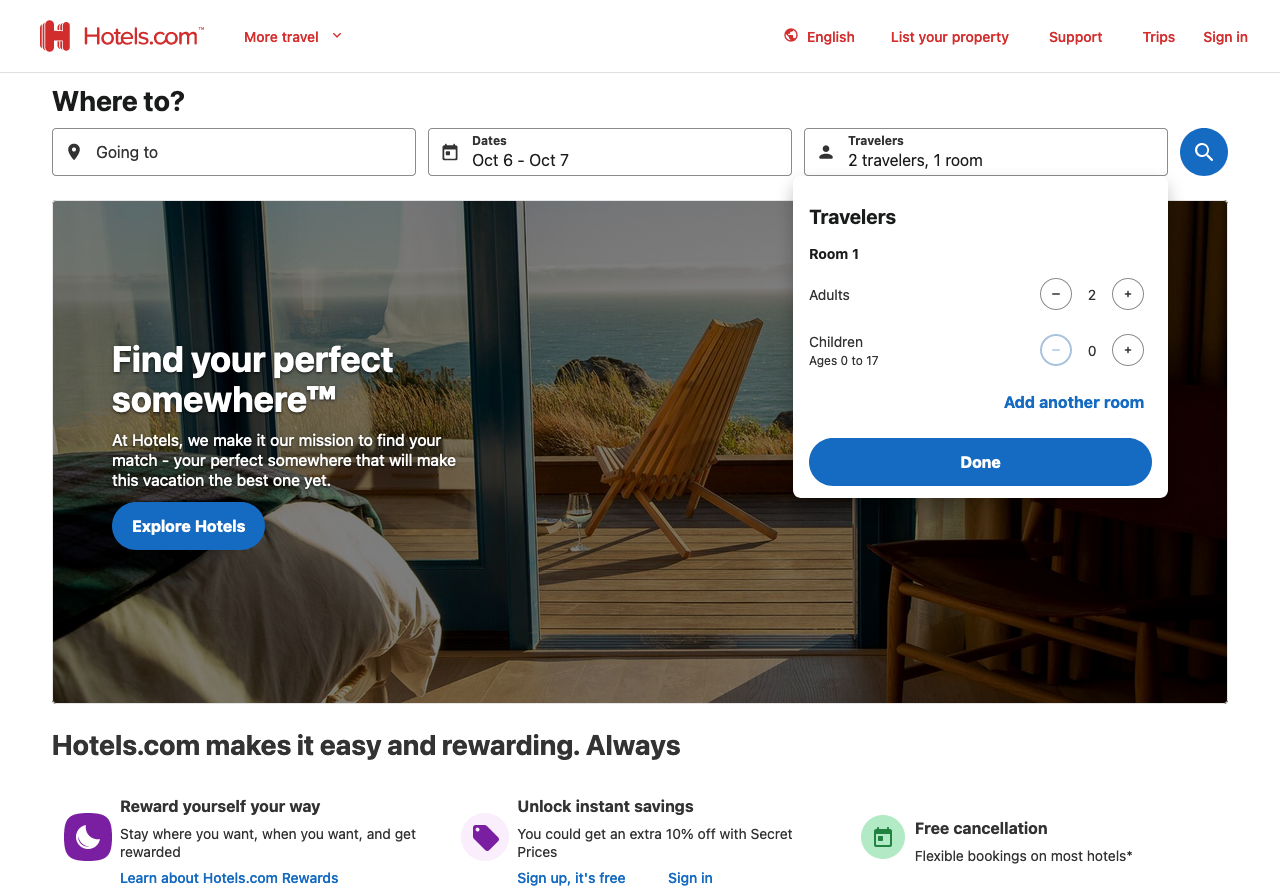 Hotels.com™
More travel
English
List your property
Support
Trips
Sign in
Where to?
Going to
Dates
Oct 6 - Oct 7
Travelers
2 travelers, 1 room
Travelers
Room 1
Adults
2
Children
Ages 0 to 17
0
Add another room
Done
Find your perfect
somewhere™
At Hotels, we make it our mission to find your
match - your perfect somewhere that will make
this vacation the best one yet.
Explore Hotels
Hotels.com makes it easy and rewarding. Always
Reward yourself your way
Stay where you want, when you want, and get
rewarded
Learn about Hotels.com Rewards
Unlock instant savings
You could get an extra 10% off with Secret
Prices
Sign up, it's free
Sign in
Free cancellation
Flexible bookings on most hotels*